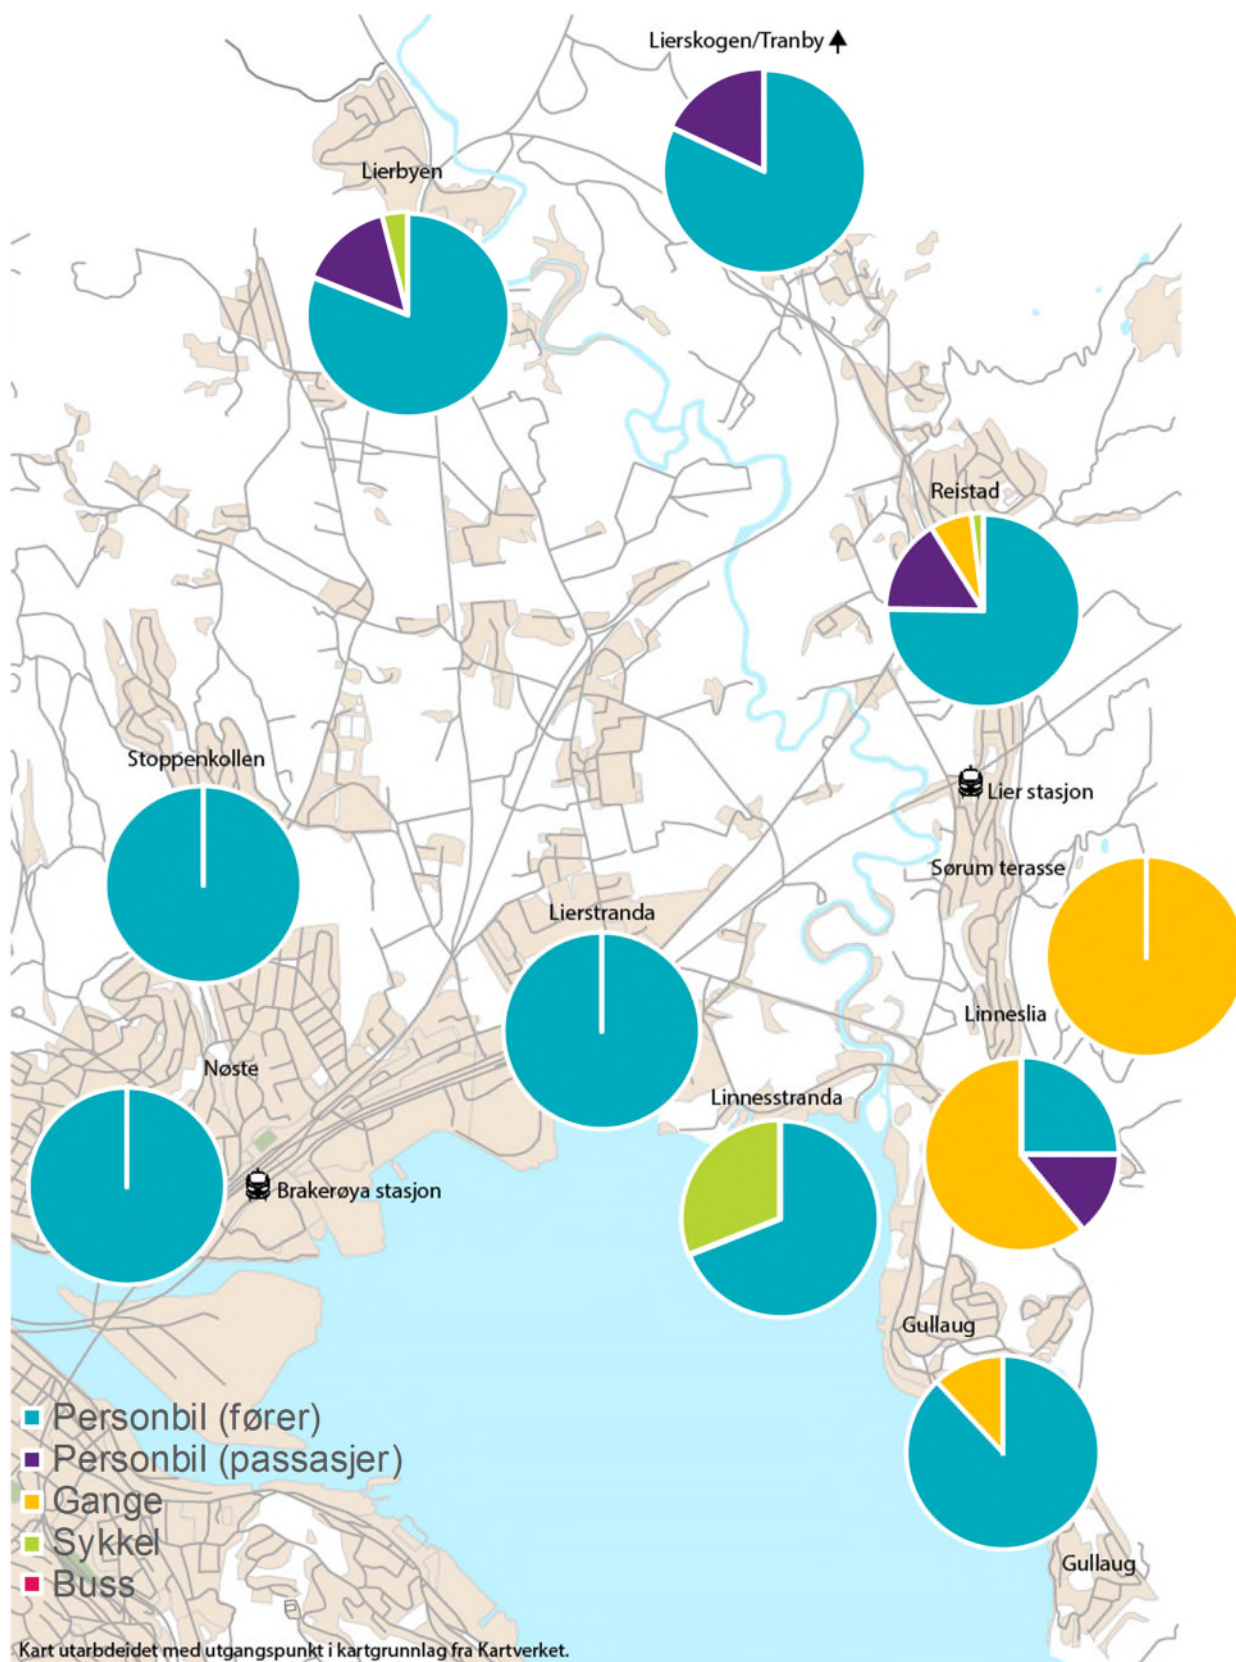 Lierskogen/Tranby
Lierbyen
Reistad
Stoppenkollen
Lier stasjon
Sørum terasse
Lierstranda
Linneslia
Nøste
Linnesstranda
Brakerøya stasjon
Gullaug
Personbil (fører)
Personbil (passasjer)
Gange
Sykkel
Buss
Gullaug
Kart utarbdeidet med utgangspunkt i kartgrunnlag fra Kartverket.